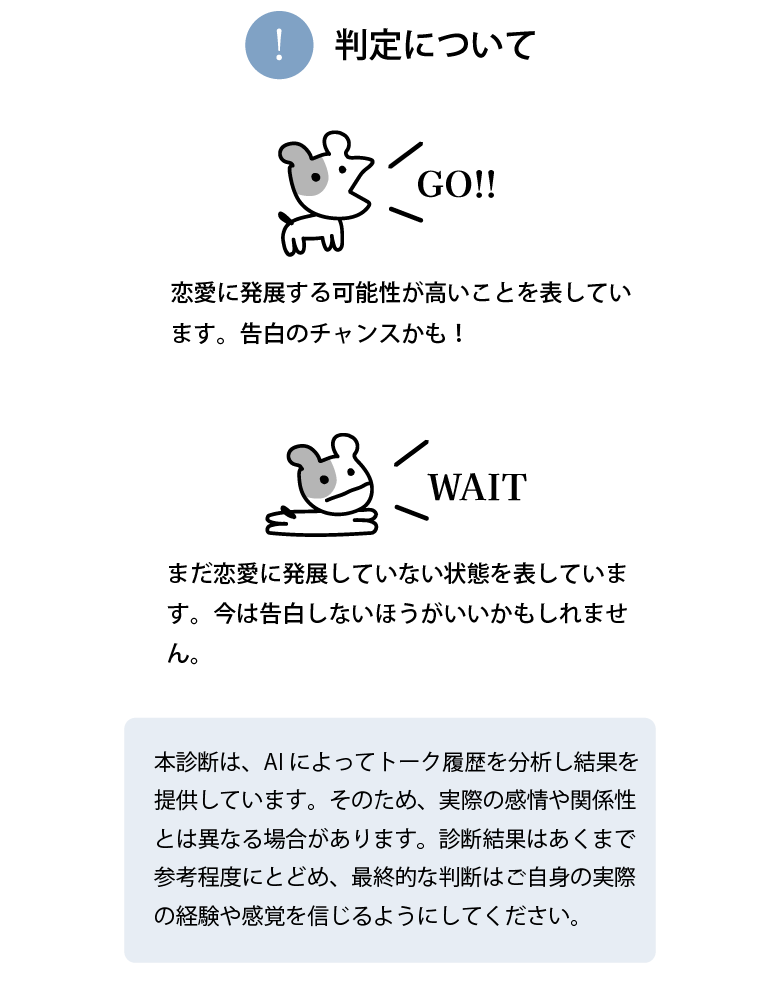 ! 判定について
GO!!
恋愛に発展する可能性が高いことを表してい
ます。告白のチャンスかも！
WAIT
まだ恋愛に発展していない状態を表していま
す。今は告白しないほうがいいかもしれませ
ん。
本診断は、AIによってトーク履歴を分析し結果を
提供しています。そのため、実際の感情や関係性
とは異なる場合があります。診断結果はあくまで
参考程度にとどめ、最終的な判断はご自身の実際
の経験や感覚を信じるようにしてください。